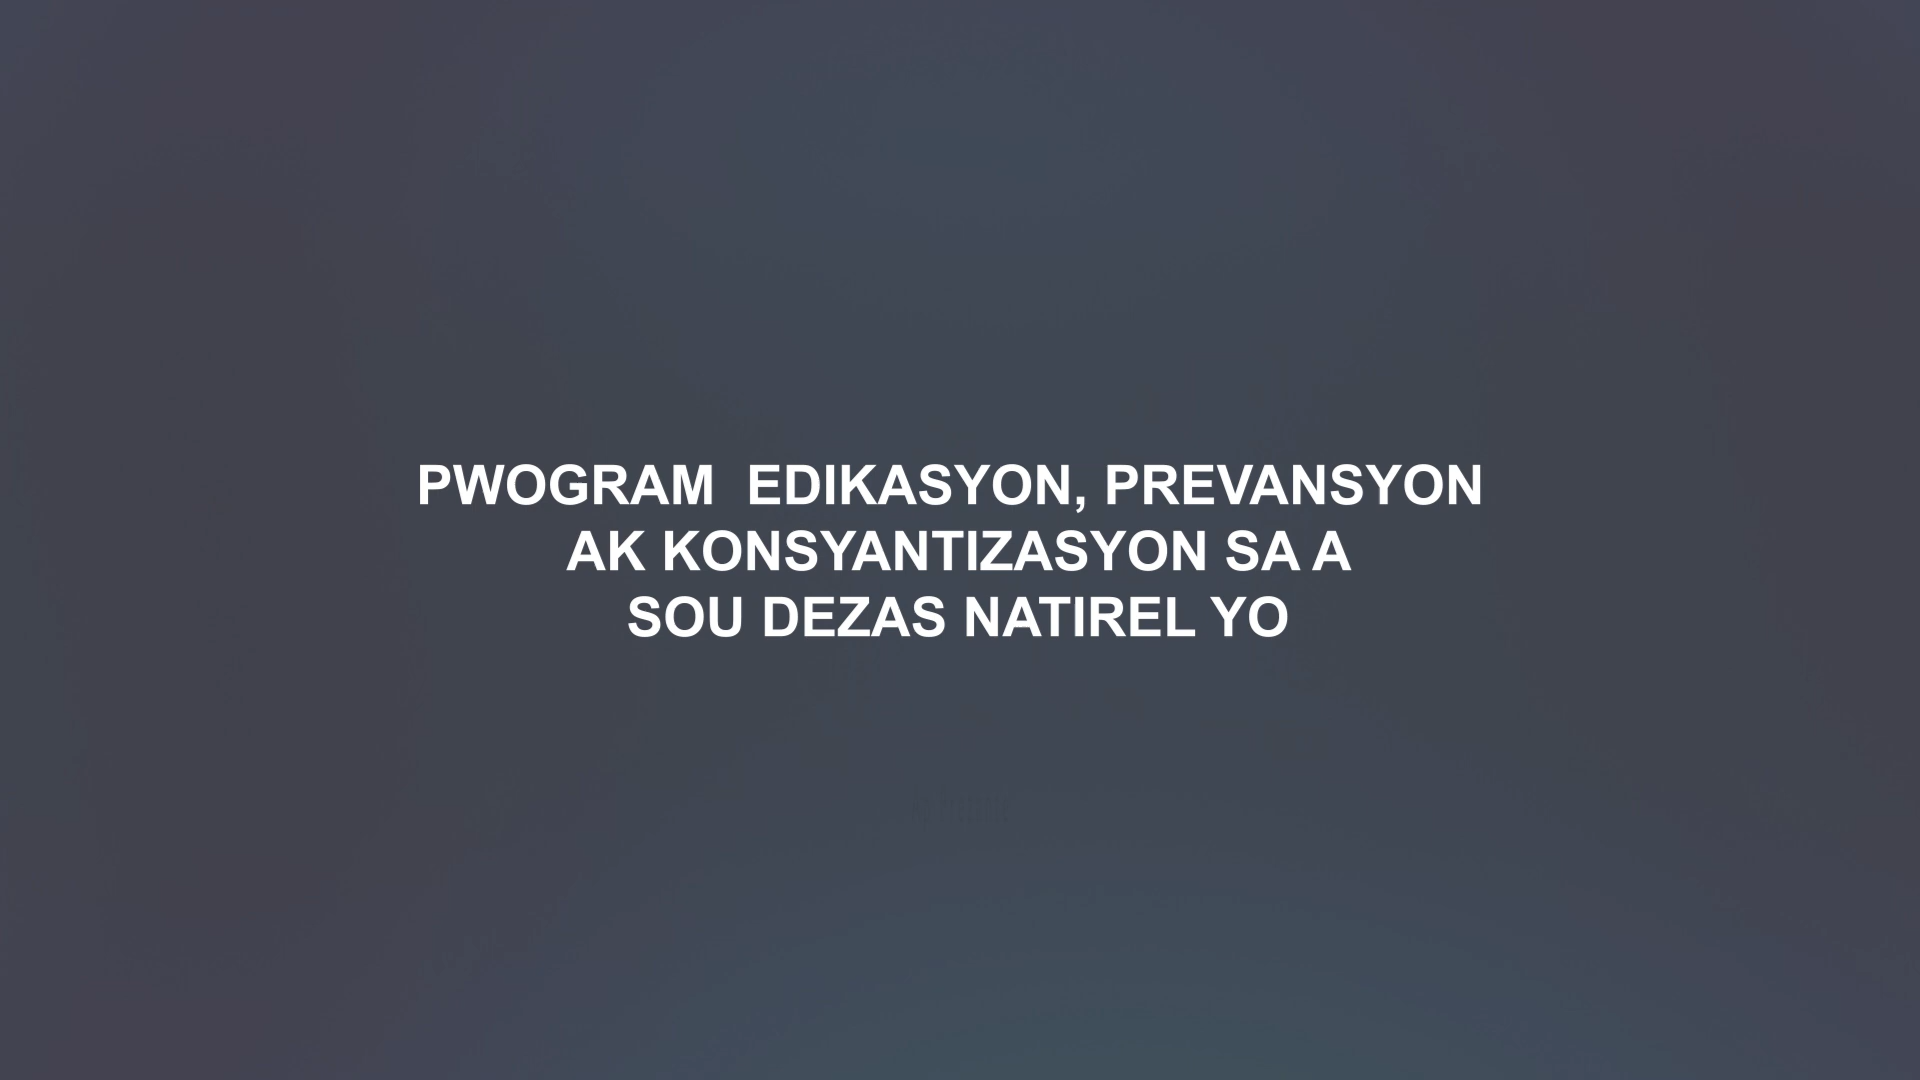 PWOGRAM  EDIKASYON, PREVANSYON
AK KONSYANTIZASYON SA A
SOU DEZAS NATIREL YO